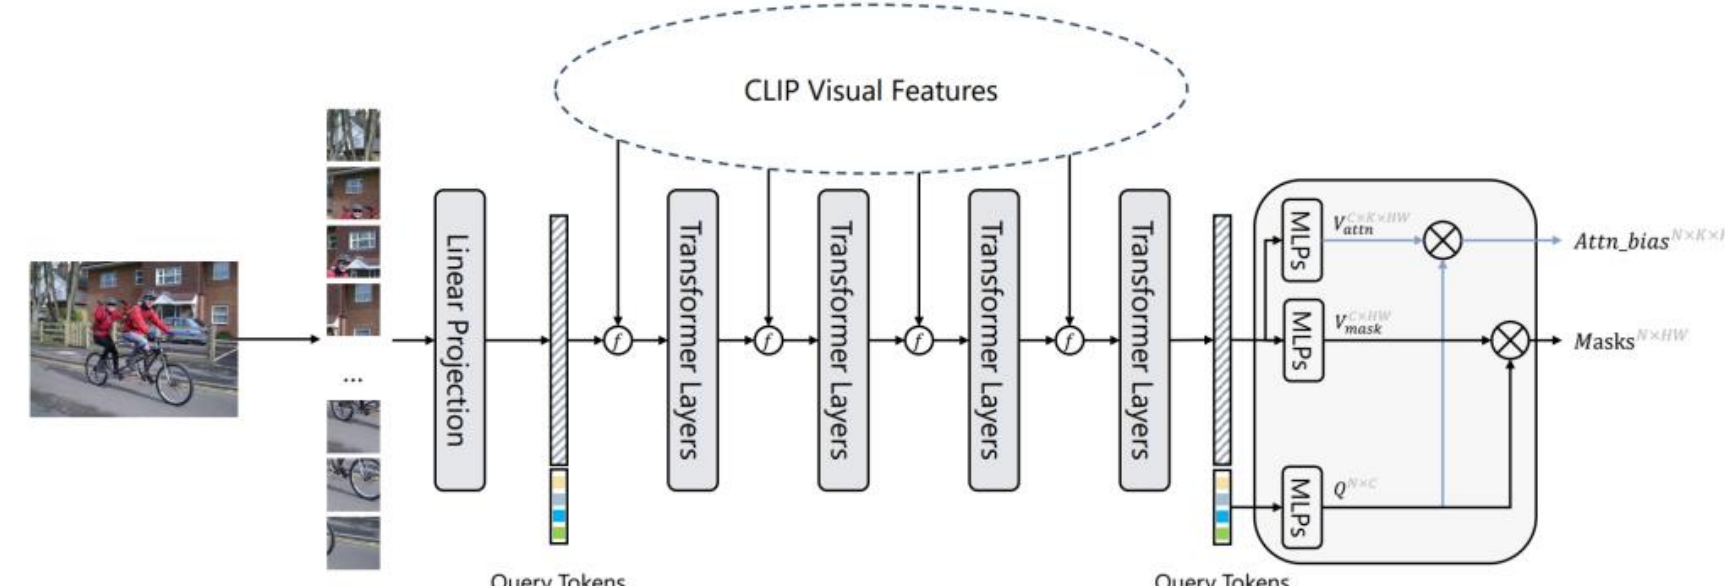 CLIP Visual Features
Linear Projection
f
Transformer Layers
f
Transformer Layers
f
Transformer Layers
f
Transformer Layers
MLPs
V_attn^{C×K×HW}
Attn_bias^{N×K×
MLPs
V_mask^{C×HW}
Masks^{N×HW}
MLPs
Q^{N×C}
...
Query Tokens
Query Tokens